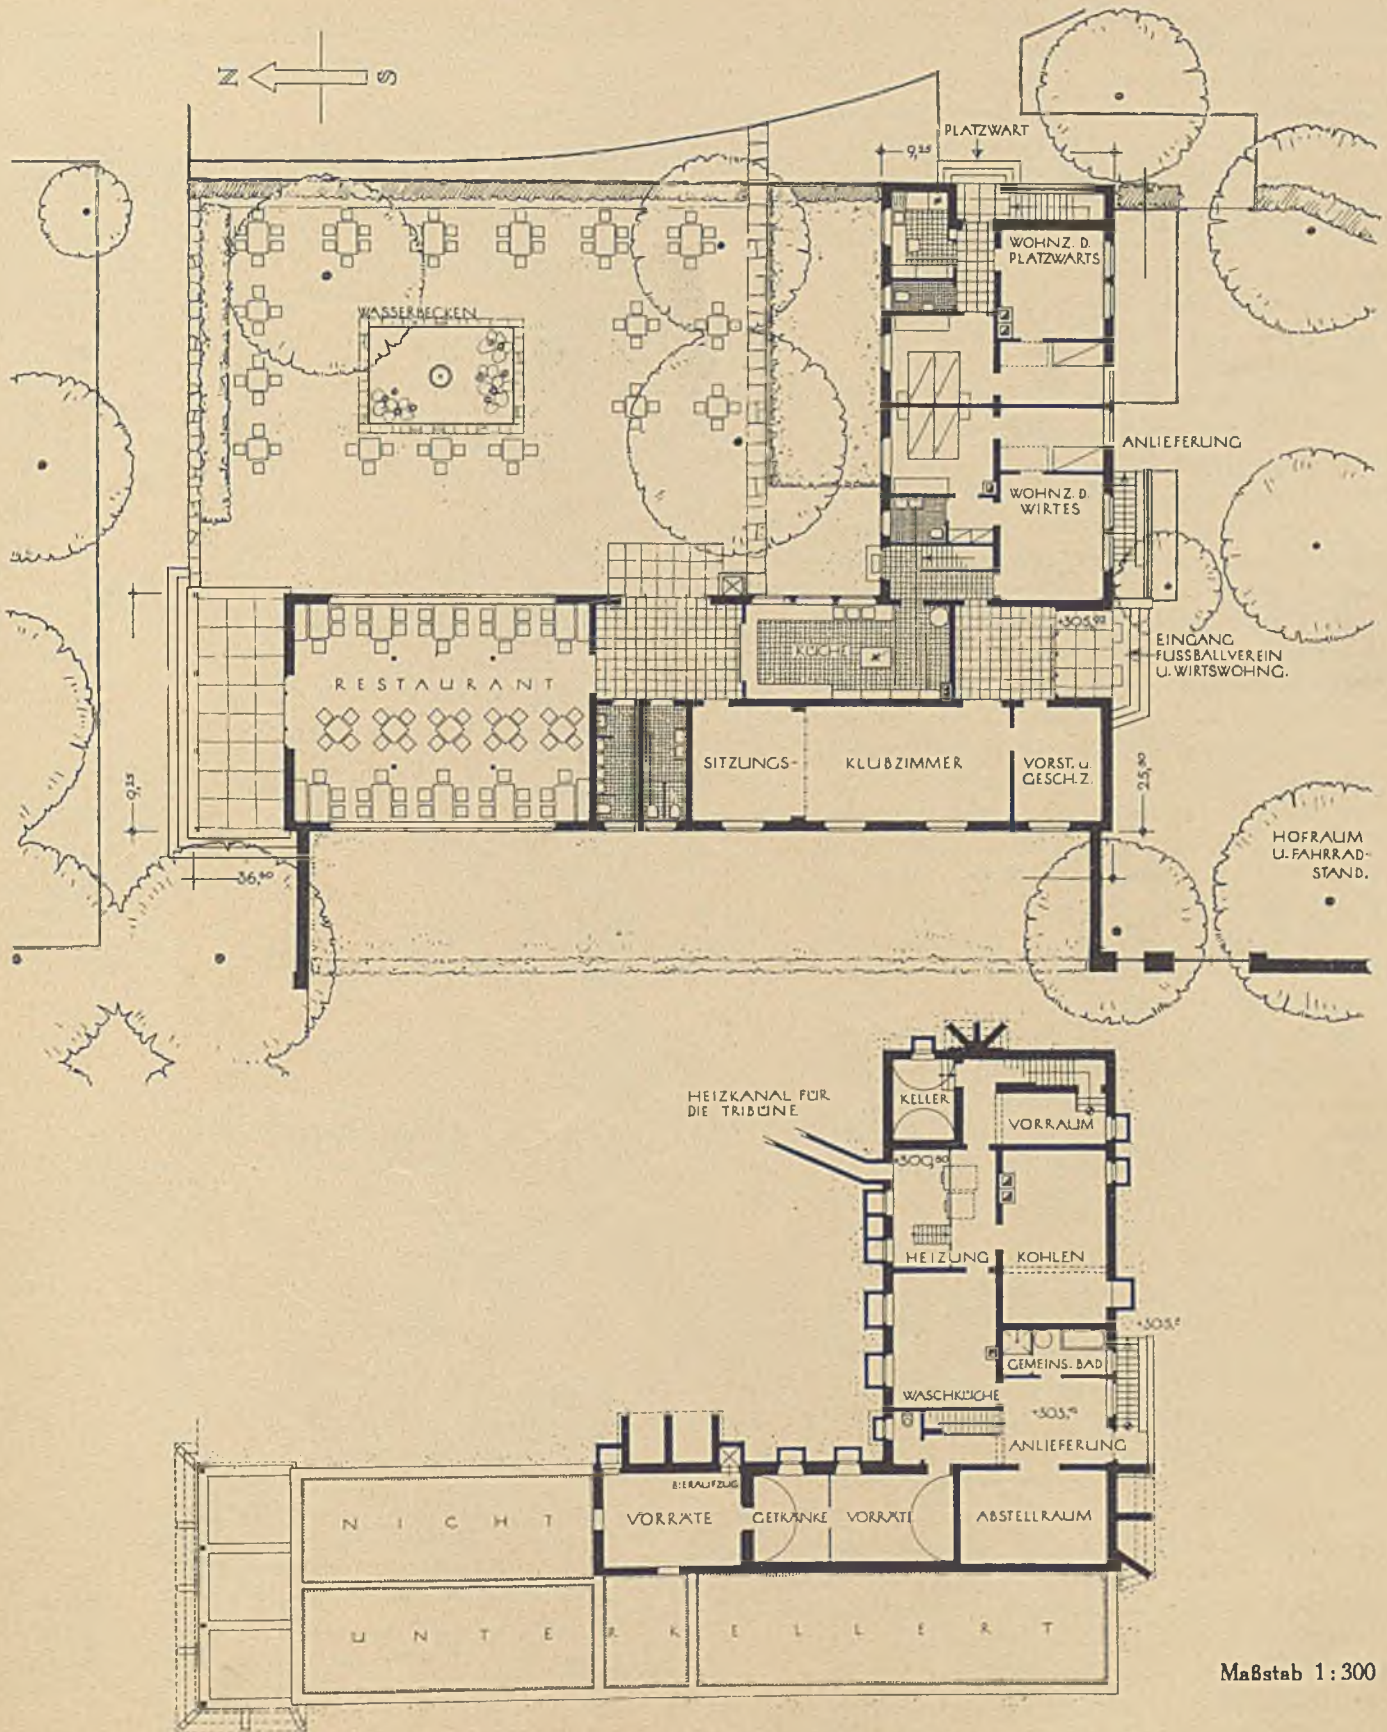 N S
PLATZWART
9,25
WOHNZ. D.
PLATZWARTS
WASSERBECKEN
ANLIEFERUNG
WOHNZ. D.
WIRTES
+305,92
EINGANG
FUSSBALLVEREIN
U. WIRTSWOHNG.
KÜCHE
RESTAURANT
SITZUNGS-
KLUBZIMMER
VORST. U.
GESCH. Z.
9,25
25,80
36,90
HOFRAUM
U. FAHRRAD-
STAND.
HEIZKANAL FÜR
DIE TRIBÜNE
KELLER
VORRAUM
+300,80
HEIZUNG
KOHLEN
GEMEINS. BAD
WASCHKÜCHE
ANLIEFERUNG
BIERAUFZUG
VORRÄTE
GETRÄNKE
VORRÄTE
ABSTELLRAUM
NICHT
UNTERKELLERT
Maßstab 1:300